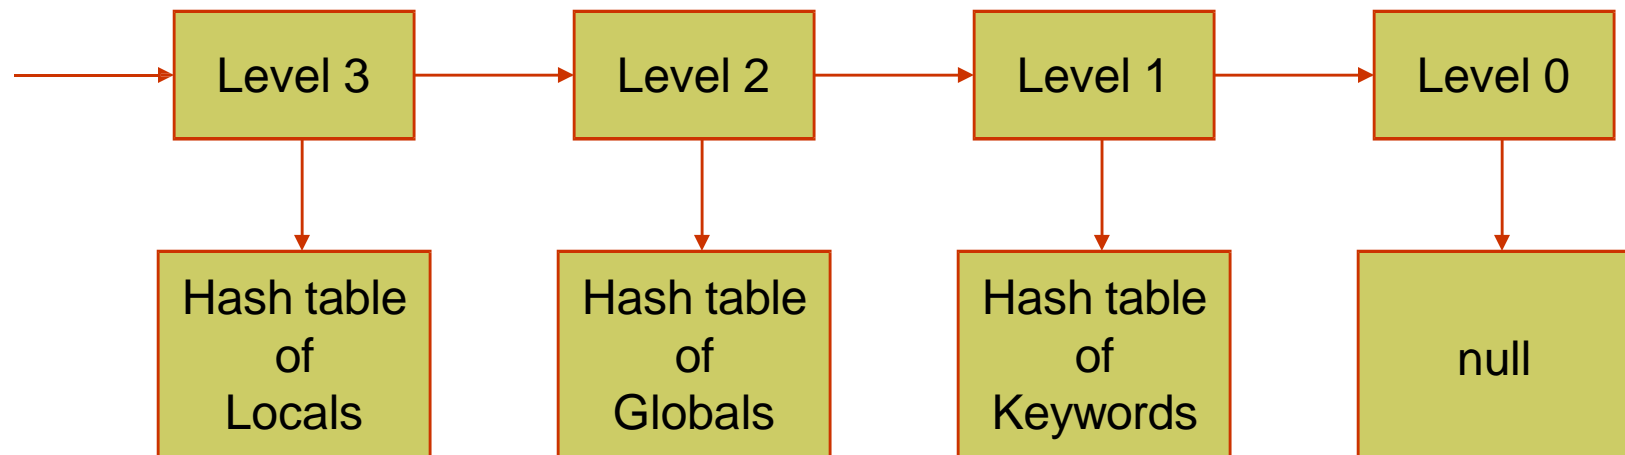 Level 3
Level 2
Level 1
Level 0
Hash table
of
Locals
Hash table
of
Globals
Hash table
of
Keywords
null